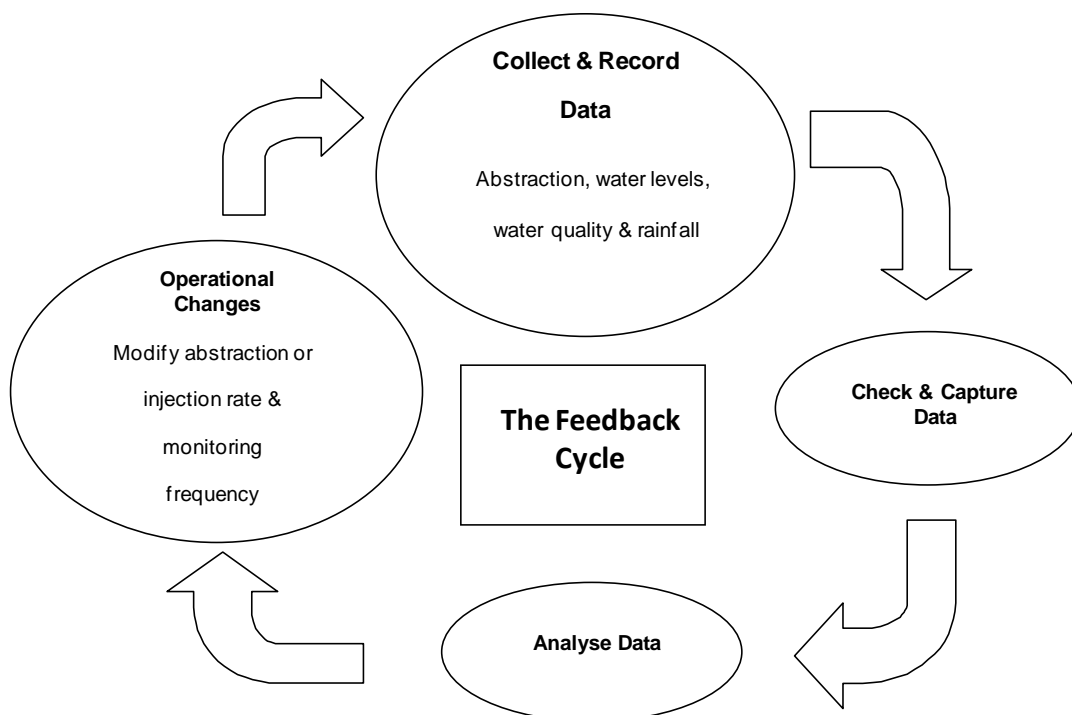 Collect & Record
Data
Abstraction, water levels,
water quality & rainfall
Check & Capture
Data
Analyse Data
Operational
Changes
Modify abstraction or
injection rate &
monitoring
frequency
The Feedback
Cycle